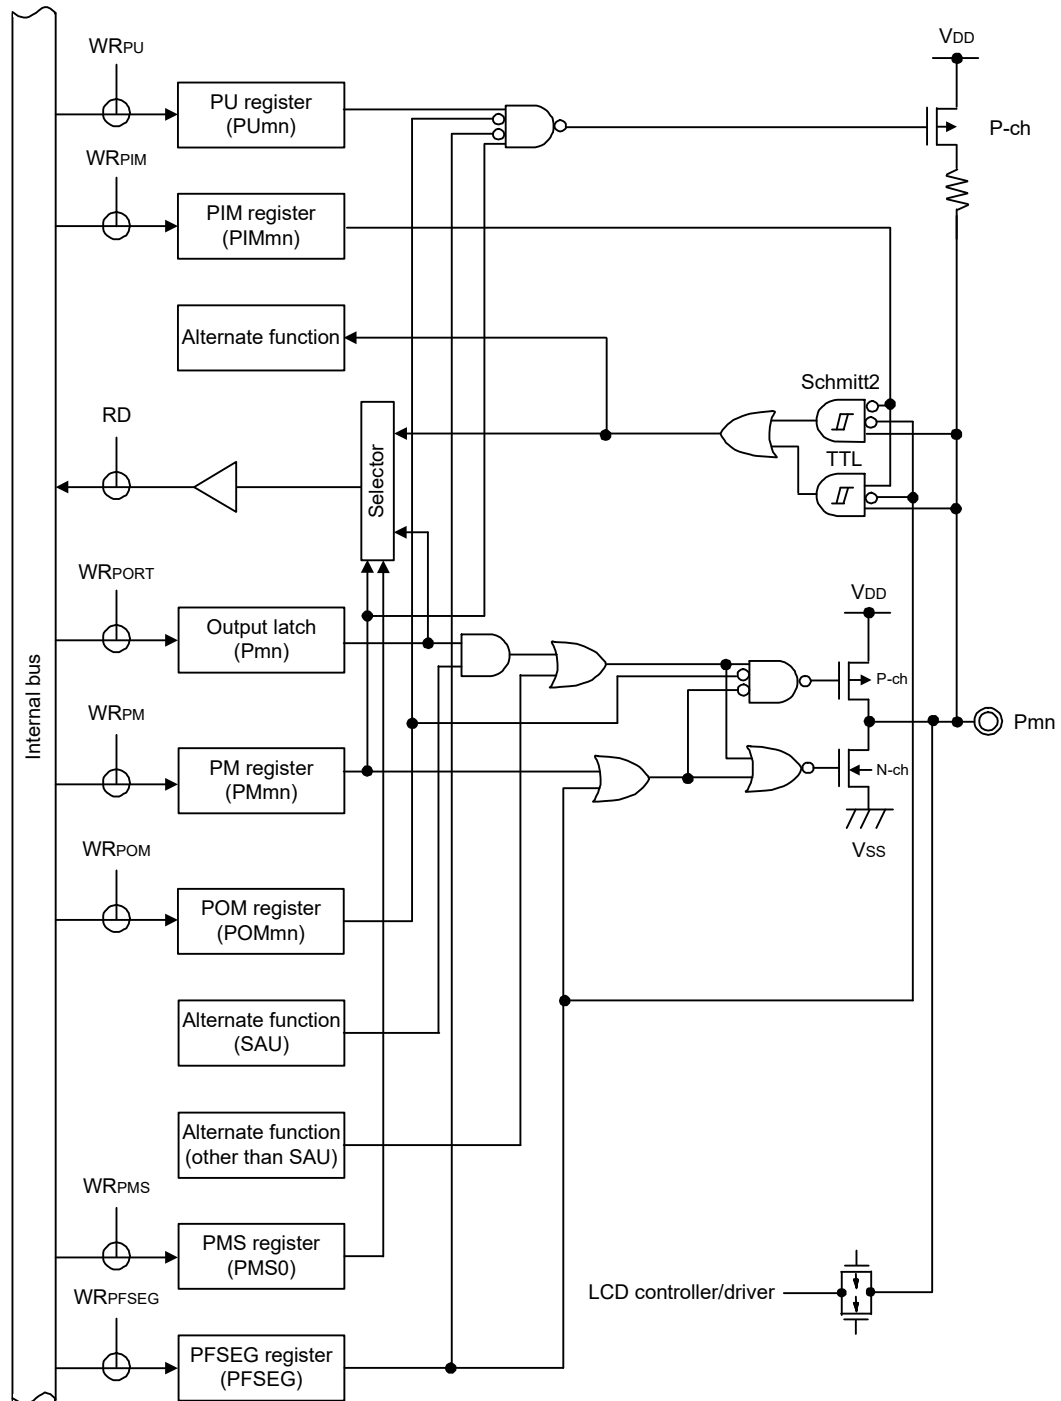 WRPU
VDD
PU register
(PUmn)
P-ch
WRPIM
PIM register
(PIMmn)
Alternate function
Schmitt2
RD
TTL
Selector
WRPORT
VDD
Output latch
(Pmn)
P-ch
Internal bus
WRPM
Pmn
PM register
(PMmn)
N-ch
WRPOM
VSS
POM register
(POMmn)
Alternate function
(SAU)
Alternate function
(other than SAU)
WRPMS
PMS register
(PMS0)
LCD controller/driver
WRPFSEG
PFSEG register
(PFSEG)